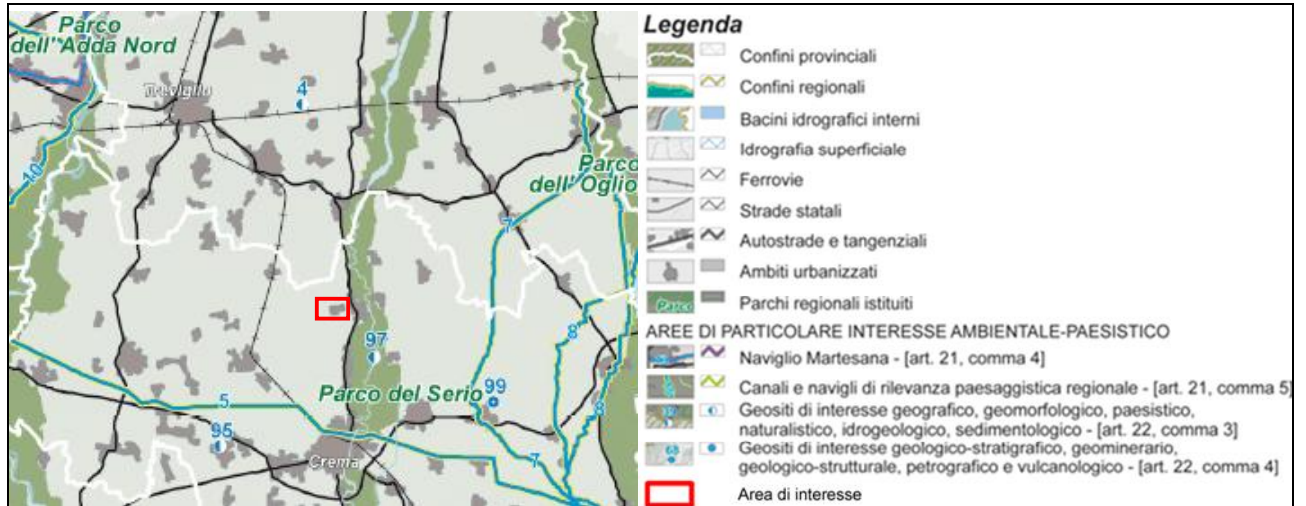 Parco
dell'Adda Nord
Treviglio
4
10
Parco
dell'Oglio
7
8
97
Parco del Serio
99
5
8
95
Crema
7
Legenda
Confini provinciali
Confini regionali
Bacini idrografici interni
Idrografia superficiale
Ferrovie
Strade statali
Autostrade e tangenziali
Ambiti urbanizzati
Parco
Parchi regionali istituiti
AREE DI PARTICOLARE INTERESSE AMBIENTALE-PAESISTICO
Naviglio Martesana - [art. 21, comma 4]
Canali e navigli di rilevanza paesaggistica regionale - [art. 21, comma 5]
Geositi di interesse geografico, geomorfologico, paesistico,
naturalistico, idrogeologico, sedimentologico - [art. 22, comma 3]
Geositi di interesse geologico-stratigrafico, geominerario,
geologico-strutturale, petrografico e vulcanologico - [art. 22, comma 4]
Area di interesse